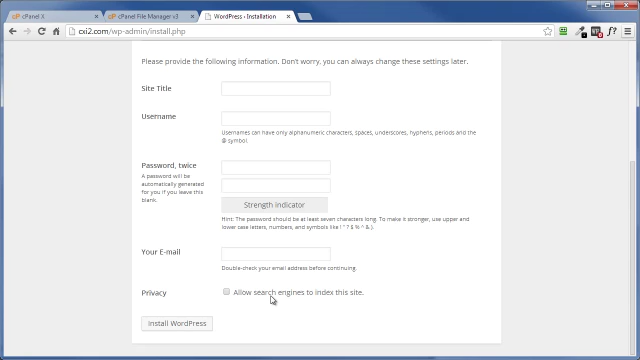 cPanel X
cPanel File Manager v3
WordPress › Installation
cxi2.com/wp-admin/install.php
Please provide the following information. Don't worry, you can always change these settings later.
Site Title
Username
Usernames can have only alphanumeric characters, spaces, underscores, hyphens, periods and the
@ symbol.
Password, twice
A password will be
automatically generated
for you if you leave this
blank.
Strength indicator
Hint: The password should be at least seven characters long. To make it stronger, use upper and
lower case letters, numbers, and symbols like ! " ? $ % ^ & ).
Your E-mail
Double-check your email address before continuing.
Privacy
Allow search engines to index this site.
Install WordPress